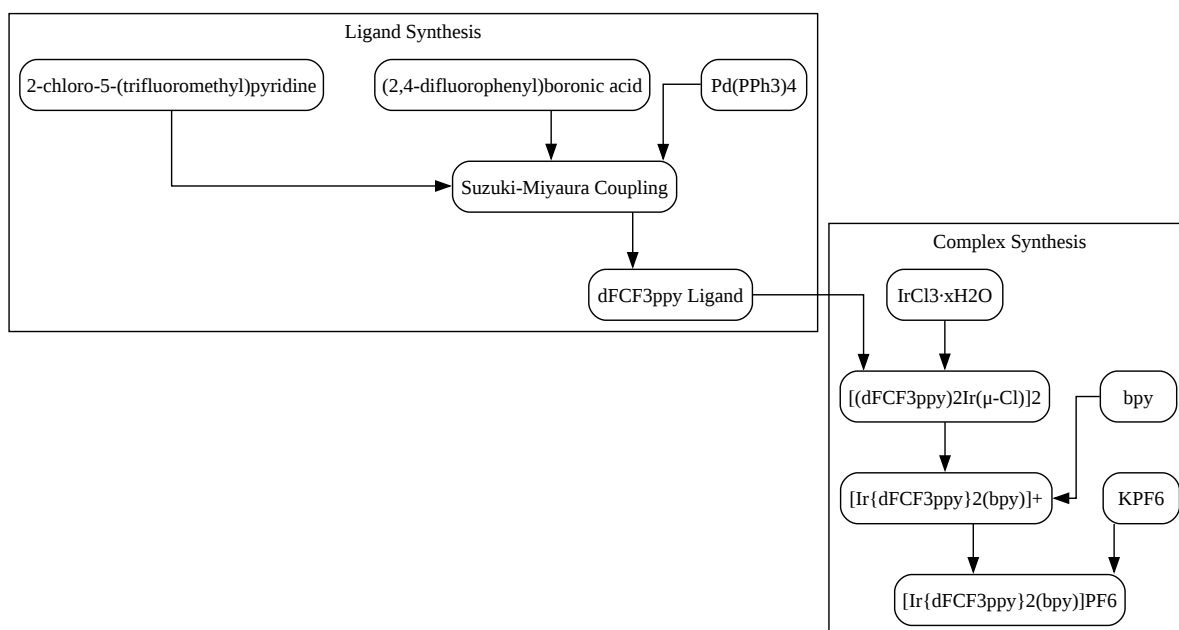 Ligand Synthesis
2-chloro-5-(trifluoromethyl)pyridine
(2,4-difluorophenyl)boronic acid
Pd(PPh3)4
Suzuki-Miyaura Coupling
dFCF3ppy Ligand
Complex Synthesis
IrCl3·xH2O
[(dFCF3ppy)2Ir(μ-Cl)]2
bpy
[Ir{dFCF3ppy}2(bpy)]+
KPF6
[Ir{dFCF3ppy}2(bpy)]PF6